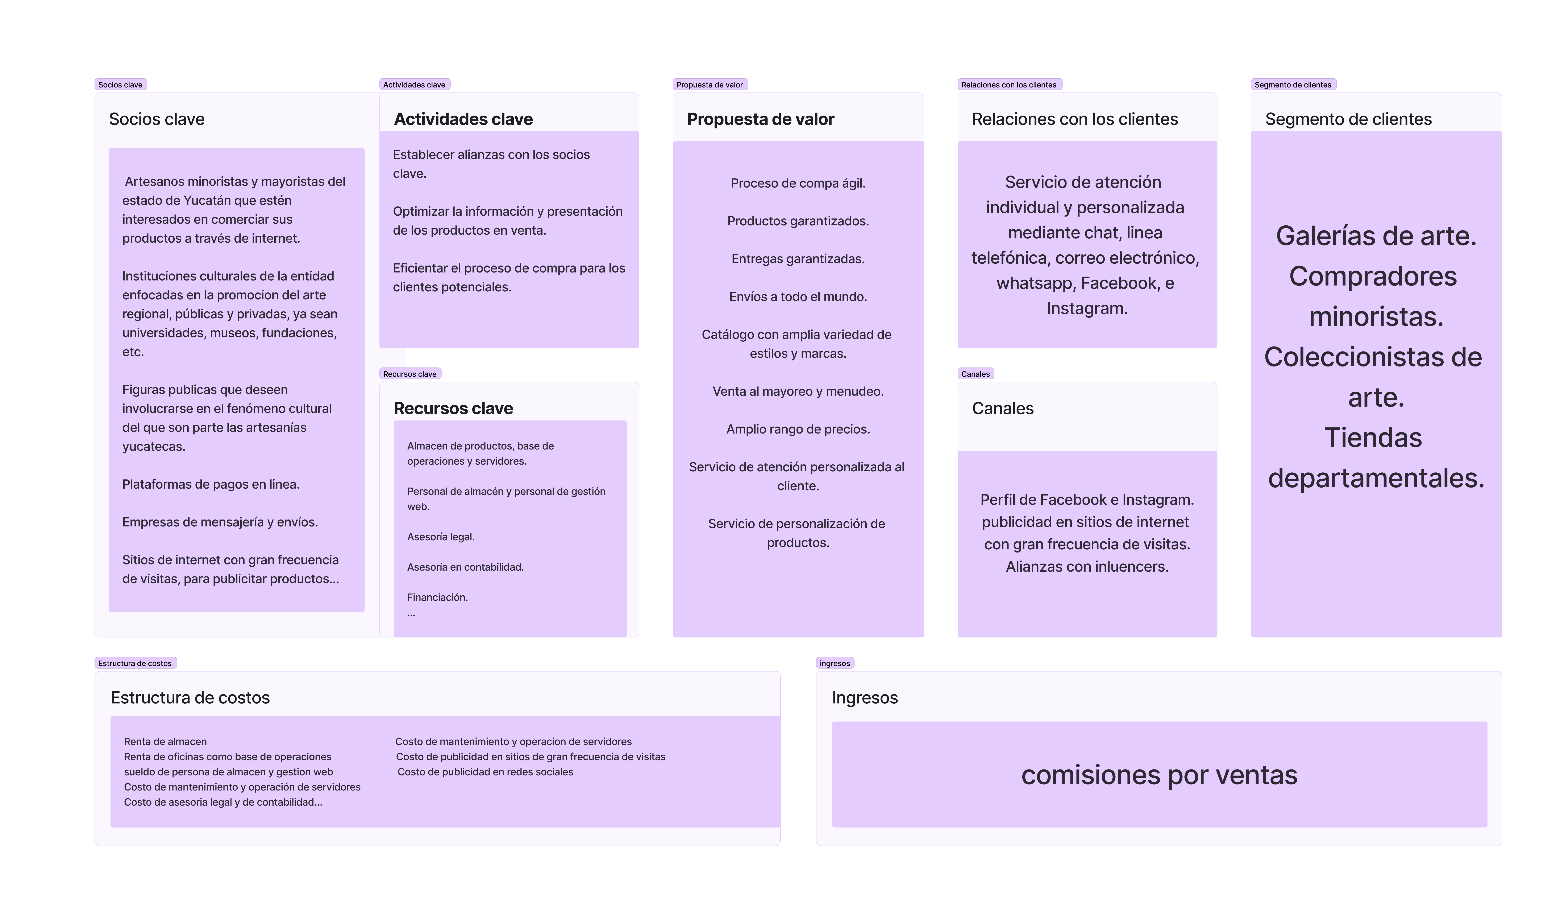 Socios clave
Socios clave
Artesanos minoristas y mayoristas del
estado de Yucatán que estén
interesados en comerciar sus
productos a través de internet.
Instituciones culturales de la entidad
enfocadas en la promocion del arte
regional, públicas y privadas, ya sean
universidades, museos, fundaciones,
etc.
Figuras publicas que deseen
involucrarse en el fenómeno cultural
del que son parte las artesanías
yucatecas.
Plataformas de pagos en línea.
Empresas de mensajería y envíos.
Sitios de internet con gran frecuencia
de visitas, para publicitar productos...
Actividades clave
Actividades clave
Establecer alianzas con los socios
clave.
Optimizar la información y presentación
de los productos en venta.
Eficientar el proceso de compra para los
clientes potenciales.
Recursos clave
Recursos clave
Almacen de productos, base de
operaciones y servidores.
Personal de almacén y personal de gestión
web.
Asesoría legal.
Asesoría en contabilidad.
Financiación.
...
Propuesta de valor
Propuesta de valor
Proceso de compa ágil.
Productos garantizados.
Entregas garantizadas.
Envíos a todo el mundo.
Catálogo con amplia variedad de
estilos y marcas.
Venta al mayoreo y menudeo.
Amplio rango de precios.
Servicio de atención personalizada al
cliente.
Servicio de personalización de
productos.
Relaciones con los clientes
Relaciones con los clientes
Servicio de atención
individual y personalizada
mediante chat, linea
telefónica, correo electrónico,
whatsapp, Facebook, e
Instagram.
Canales
Canales
Perfil de Facebook e Instagram.
publicidad en sitios de internet
con gran frecuencia de visitas.
Alianzas con inluencers.
Segmento de clientes
Segmento de clientes
Galerías de arte.
Compradores
minoristas.
Coleccionistas de
arte.
Tiendas
departamentales.
Estructura de costos
Estructura de costos
Renta de almacen
Renta de oficinas como base de operaciones
sueldo de persona de almacen y gestion web
Costo de mantenimiento y operación de servidores
Costo de asesoría legal y de contabilidad...
Costo de mantenimiento y operacion de servidores
Costo de publicidad en sitios de gran frecuencia de visitas
Costo de publicidad en redes sociales
ingresos
Ingresos
comisiones por ventas